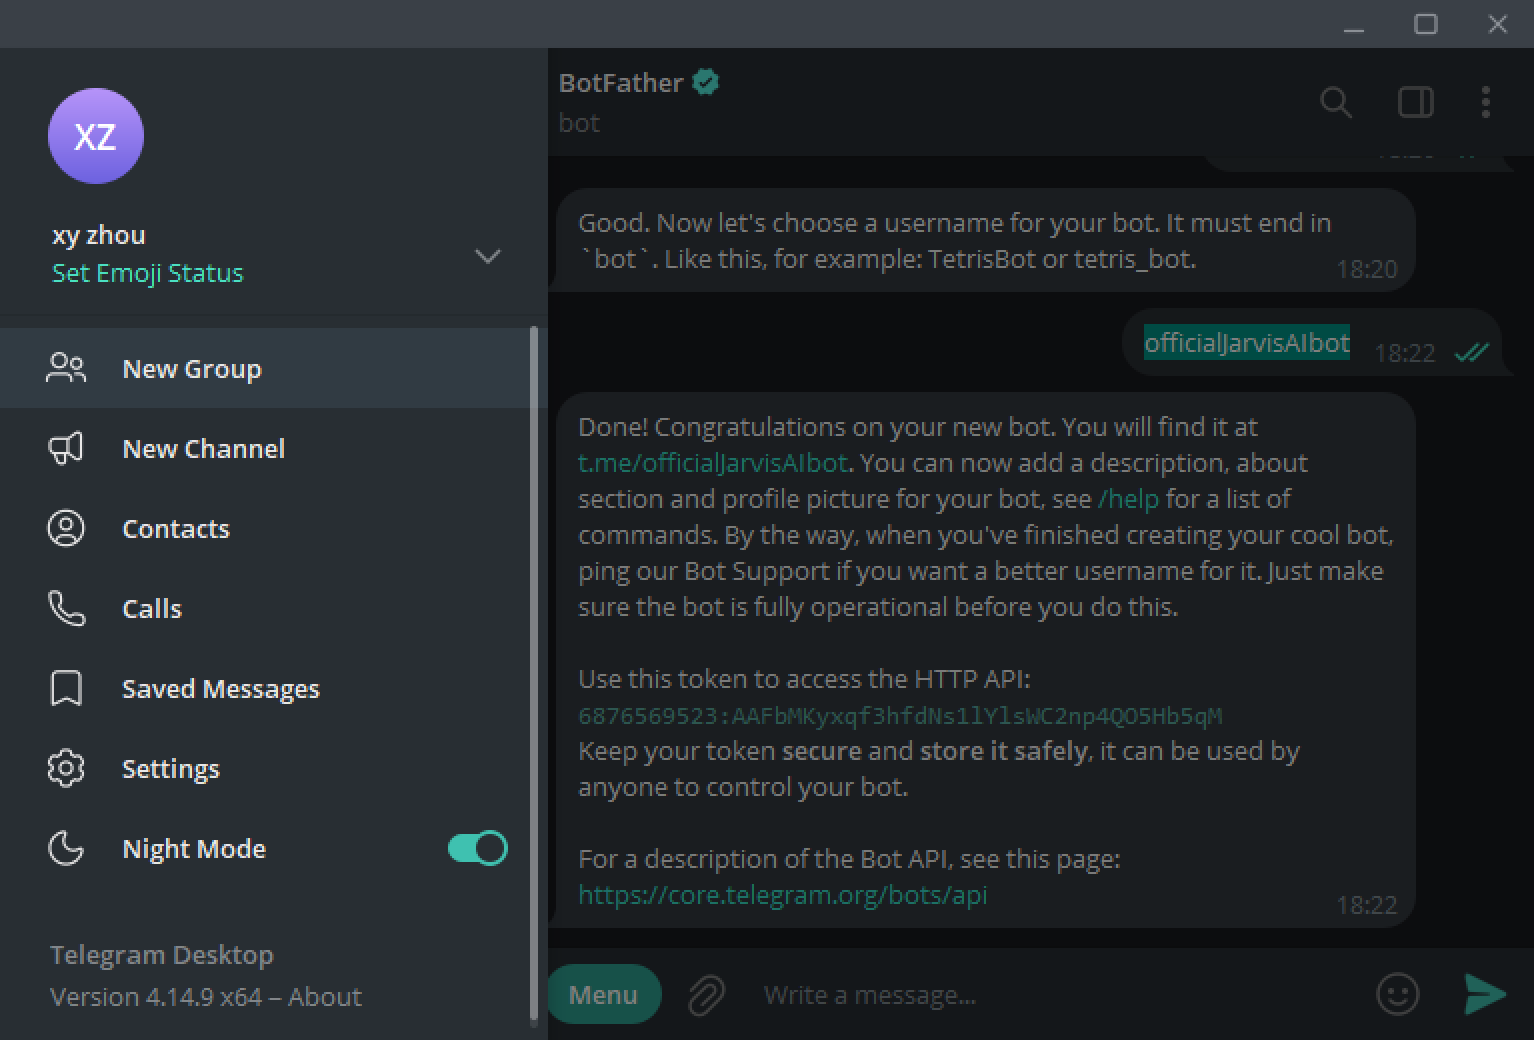 XZ
xy zhou
Set Emoji Status
New Group
New Channel
Contacts
Calls
Saved Messages
Settings
Night Mode
Telegram Desktop
Version 4.14.9 x64 – About
BotFather
bot
Good. Now let's choose a username for your bot. It must end in
`bot`. Like this, for example: TetrisBot or tetris_bot.
18:20
officialJarvisAIbot
18:22
Done! Congratulations on your new bot. You will find it at
t.me/officialJarvisAIbot. You can now add a description, about
section and profile picture for your bot, see /help for a list of
commands. By the way, when you've finished creating your cool bot,
ping our Bot Support if you want a better username for it. Just make
sure the bot is fully operational before you do this.
Use this token to access the HTTP API:
6876569523:AAFbMKyxqf3hfdNs1lYlsWC2np4QO5Hb5qM
Keep your token secure and store it safely, it can be used by
anyone to control your bot.
For a description of the Bot API, see this page:
https://core.telegram.org/bots/api
18:22
Menu
Write a message...